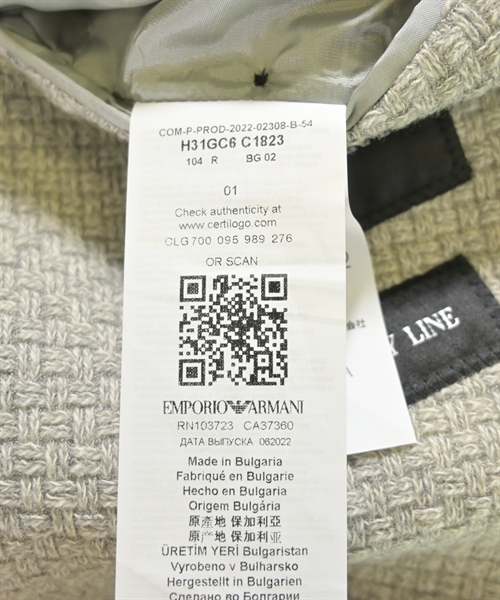 COM-P-PROD-2022-02308-B-54
H31GC6 C1823
104 R BG 02
01
Check authenticity at
www.certilogo.com
CLG 700 095 989 276
OR SCAN
EMPORIO ARMANI
RN103723 CA37360
ДАТА ВЫПУСКА 062022
Made in Bulgaria
Fabriqué en Bulgarie
Hecho en Bulgaria
Origem Bulgária
原產地 保加利亞
原产地 保加利亚
ÜRETİM YERİ Bulgaristan
Vyrobeno v Bulharsko
Hergestellt in Bulgarien
Сделано во Болгарии
LINE